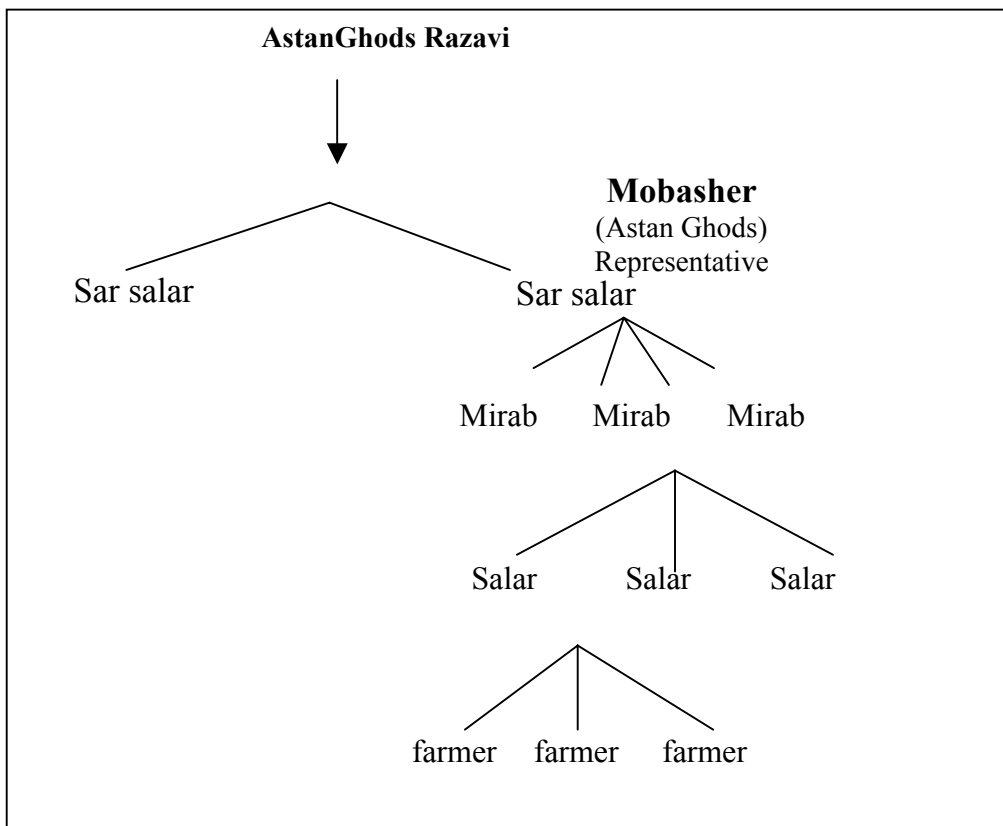 AstanGhods Razavi
Mobasher
(Astan Ghods)
Representative
Sar salar Sar salar
Mirab Mirab Mirab
Salar Salar Salar
farmer farmer farmer